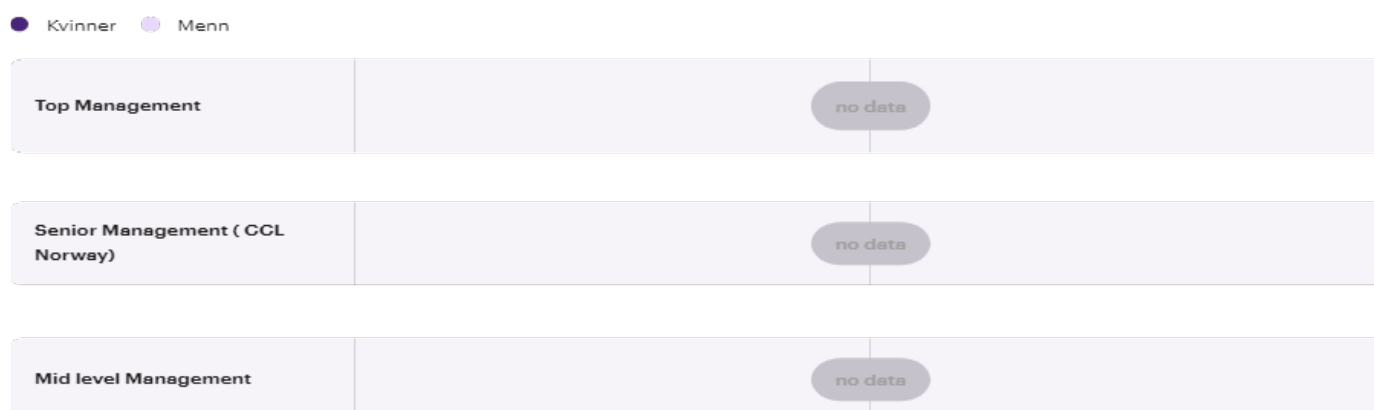 Kvinner Menn
Top Management
no data
Senior Management ( CCL
Norway)
no data
Mid level Management
no data